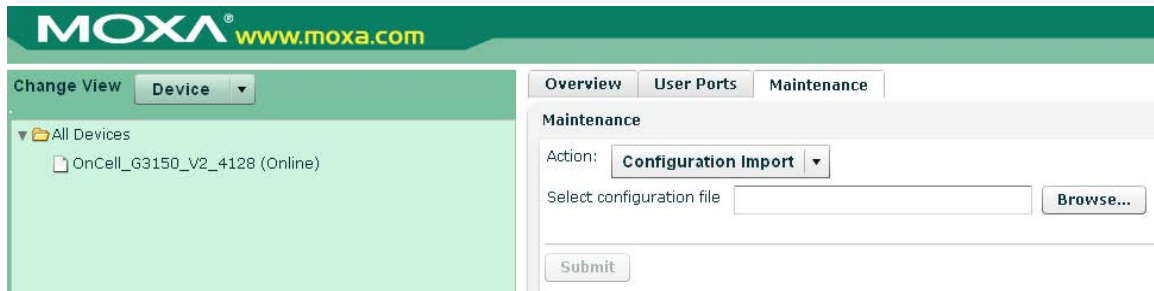 MOXA® www.moxa.com
Change View Device
All Devices
OnCell_G3150_V2_4128 (Online)
Overview User Ports Maintenance
Maintenance
Action: Configuration Import
Select configuration file Browse...
Submit